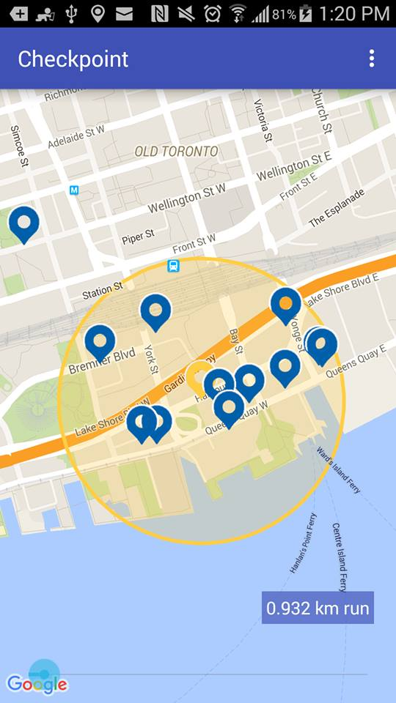 81% 1:20 PM
Checkpoint
Richmo
Simcoe St
Adelaide St W
Victoria St
Church St
OLD TORONTO
M
Wellington St W
Wellington St E
Front St E
The Esplanade
Piper St
Front St W
Station St
Lake Shore Blvd E
Yonge St
Bay St
York St
Bremner Blvd
Queens Quay E
Lake Shore Blvd W
Queens Quay W
Ward's Island Ferry
Hanlan's Point Ferry
Centre Island Ferry
0.932 km run
Google